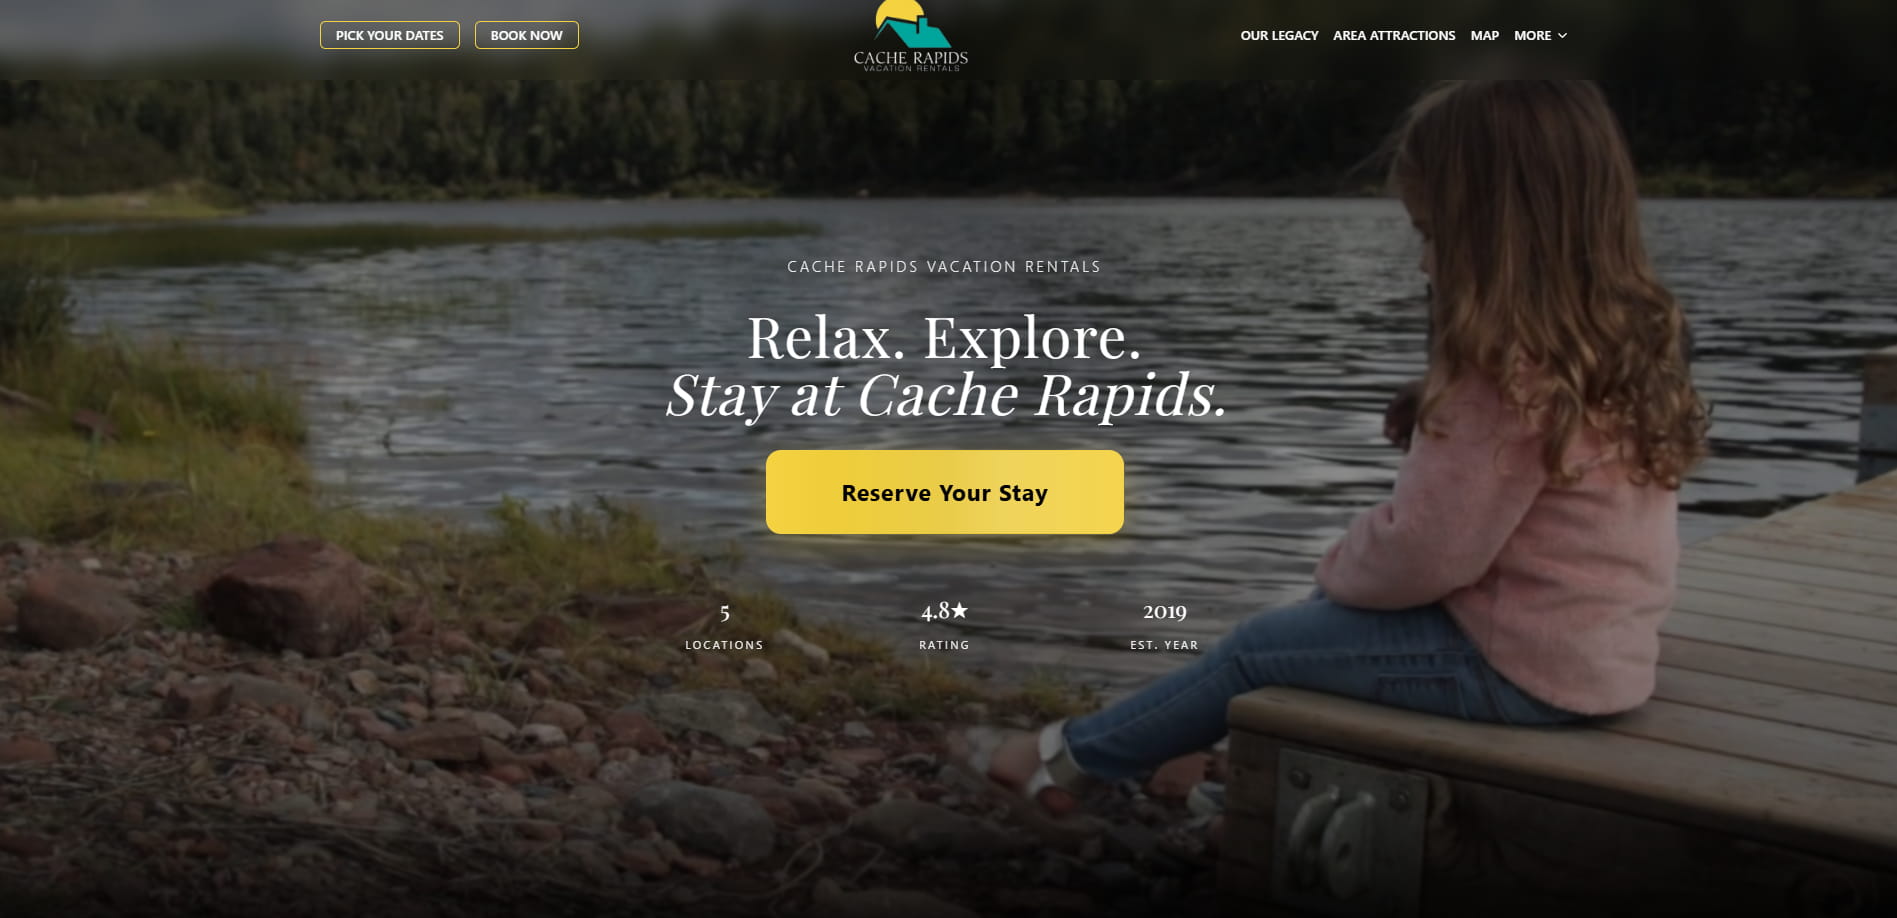 PICK YOUR DATES
BOOK NOW
CACHE RAPIDS
VACATION RENTALS
OUR LEGACY
AREA ATTRACTIONS
MAP
MORE
CACHE RAPIDS VACATION RENTALS
Relax. Explore.
Stay at Cache Rapids.
Reserve Your Stay
5
LOCATIONS
4.8★
RATING
2019
EST. YEAR